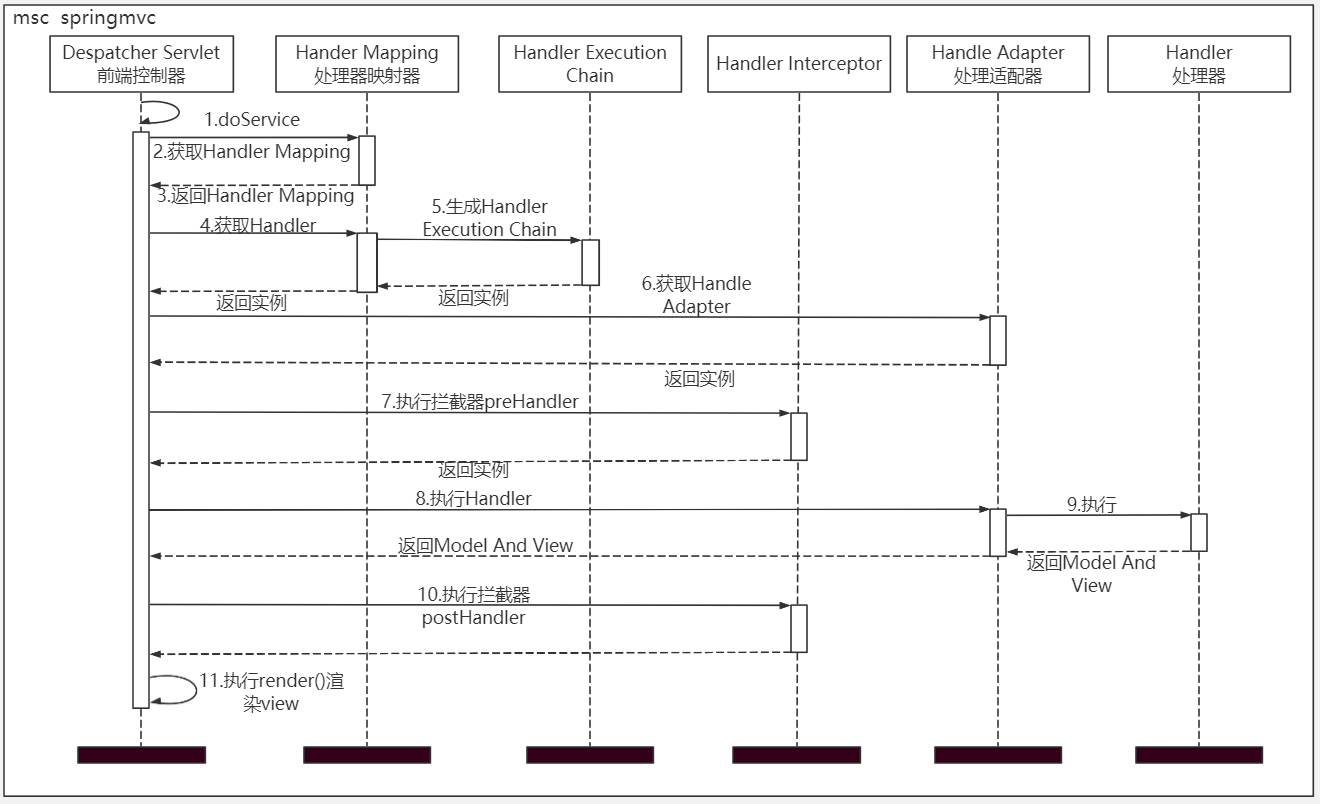 msc springmvc
Despatcher Servlet
前端控制器
Hander Mapping
处理器映射器
Handler Execution
Chain
Handler Interceptor
Handle Adapter
处理适配器
Handler
处理器
1.doService
2.获取Handler Mapping
3.返回Handler Mapping
4.获取Handler
5.生成Handler
Execution Chain
返回实例
返回实例
6.获取Handle
Adapter
返回实例
7.执行拦截器preHandler
返回实例
8.执行Handler
9.执行
返回Model And View
返回Model And
View
10.执行拦截器
postHandler
11.执行render()渲
染view